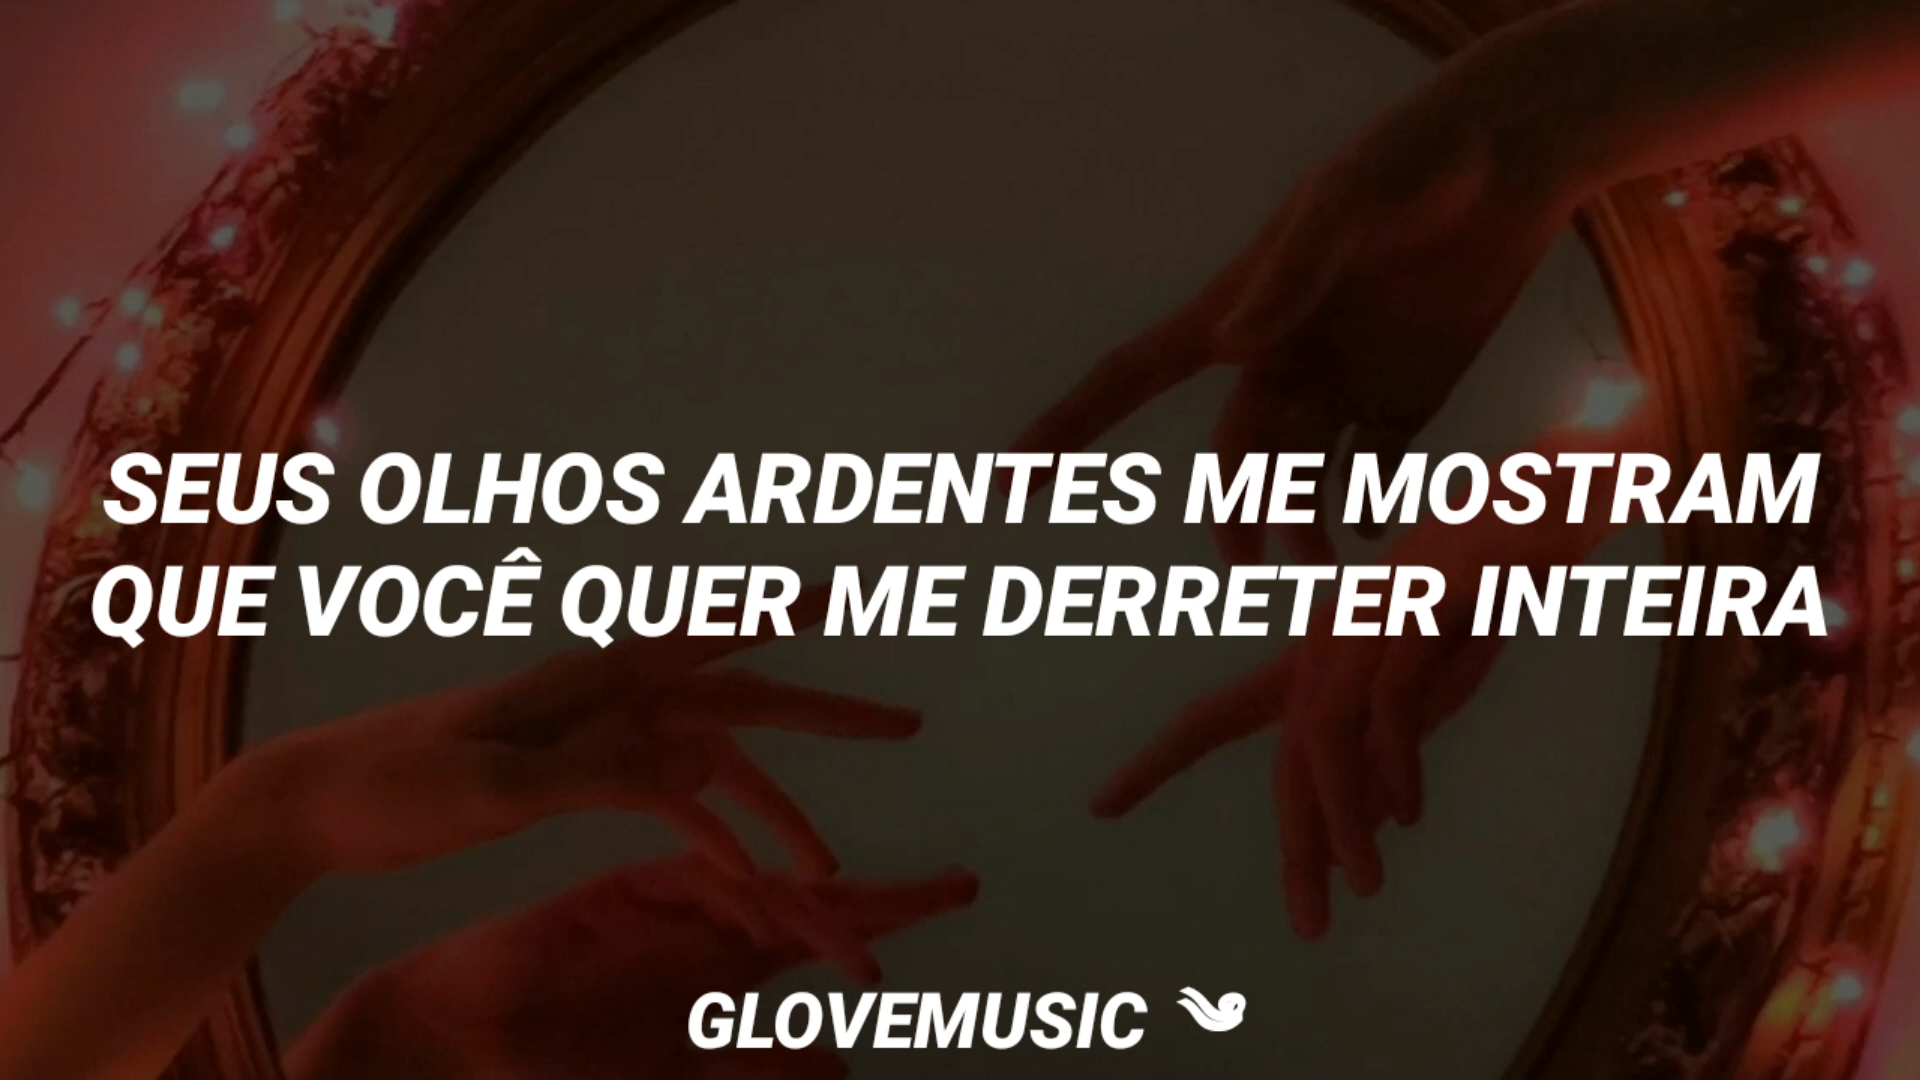 SEUS OLHOS ARDENTES ME MOSTRAM
QUE VOCÊ QUER ME DERRETER INTEIRA
GLOVEMUSIC